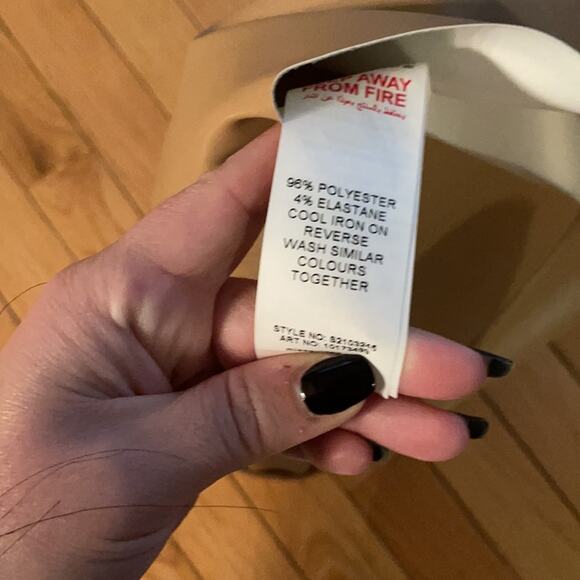 AWAY
FROM FIRE
96% POLYESTER
4% ELASTANE
COOL IRON ON
REVERSE
WASH SIMILAR
COLOURS
TOGETHER
STYLE NO:
ART NO: